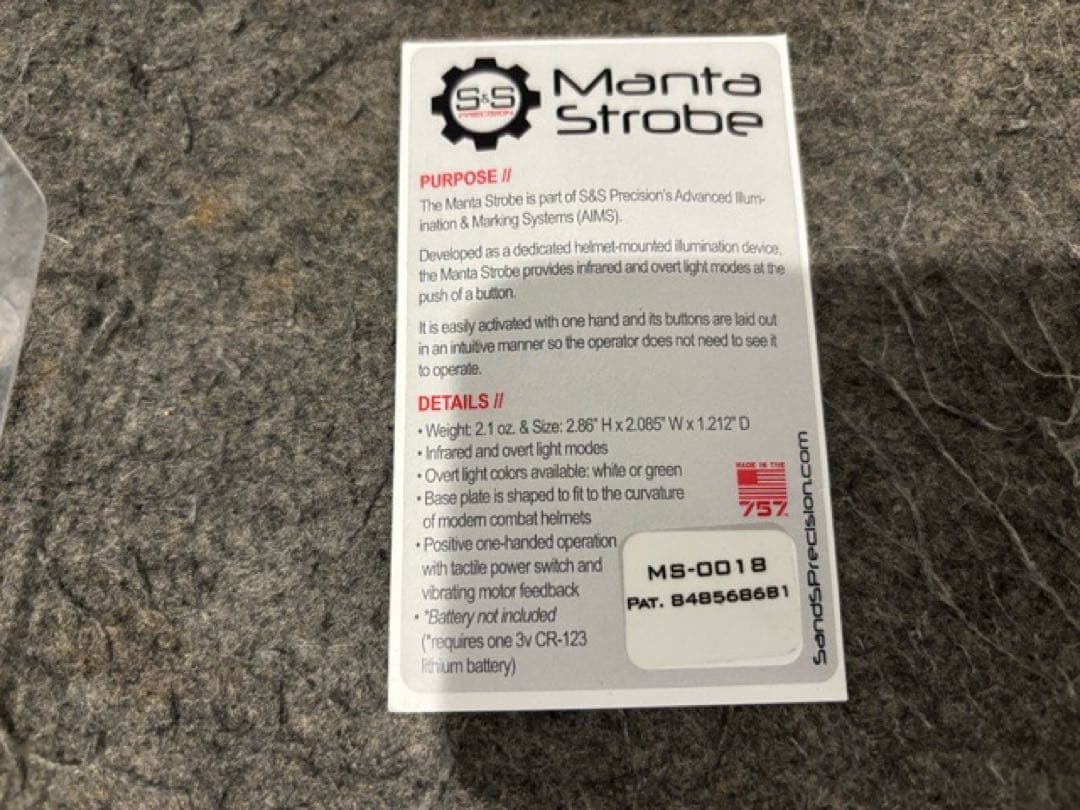 S&S
PRECISION
Manta
Strobe
PURPOSE //
The Manta Strobe is part of S&S Precision's Advanced Illum-
ination & Marking Systems (AIMS).
Developed as a dedicated helmet-mounted illumination device,
the Manta Strobe provides infrared and overt light modes at the
push of a button.
It is easily activated with one hand and its buttons are laid out
in an intuitive manner so the operator does not need to see it
to operate.
DETAILS //
• Weight: 2.1 oz. & Size: 2.86" H x 2.085" W x 1.212" D
• Infrared and overt light modes
• Overt light colors available: white or green
• Base plate is shaped to fit to the curvature
of modern combat helmets
• Positive one-handed operation
with tactile power switch and
vibrating motor feedback
• *Battery not included
(*requires one 3v CR-123
lithium battery)
MADE IN THE
757
MS-0018
PAT. 8485686B1
SandSPrecision.com